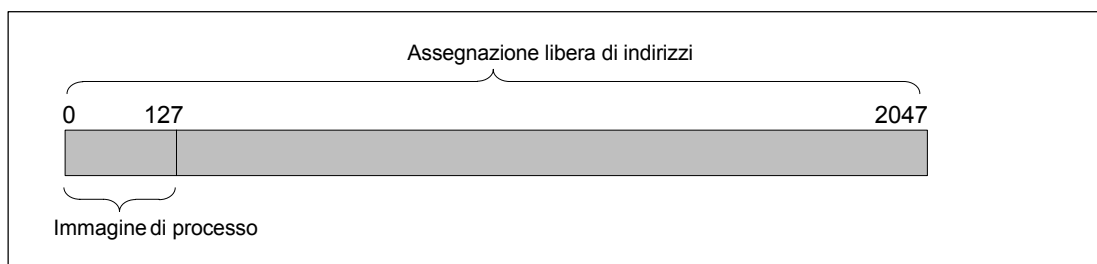 Assegnazione libera di indirizzi
0 127 2047
Immagine di processo